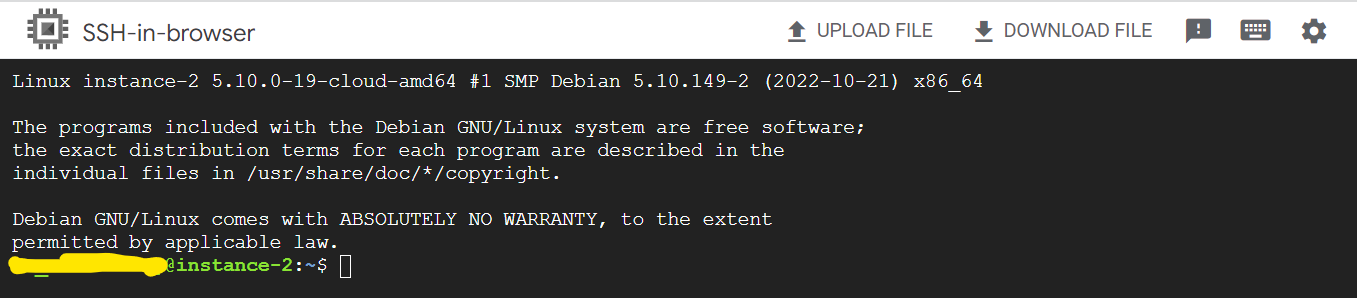 SSH-in-browser
UPLOAD FILE
DOWNLOAD FILE
Linux instance-2 5.10.0-19-cloud-amd64 #1 SMP Debian 5.10.149-2 (2022-10-21) x86_64
The programs included with the Debian GNU/Linux system are free software;
the exact distribution terms for each program are described in the
individual files in /usr/share/doc/*/copyright.
Debian GNU/Linux comes with ABSOLUTELY NO WARRANTY, to the extent
permitted by applicable law.
@instance-2:~$